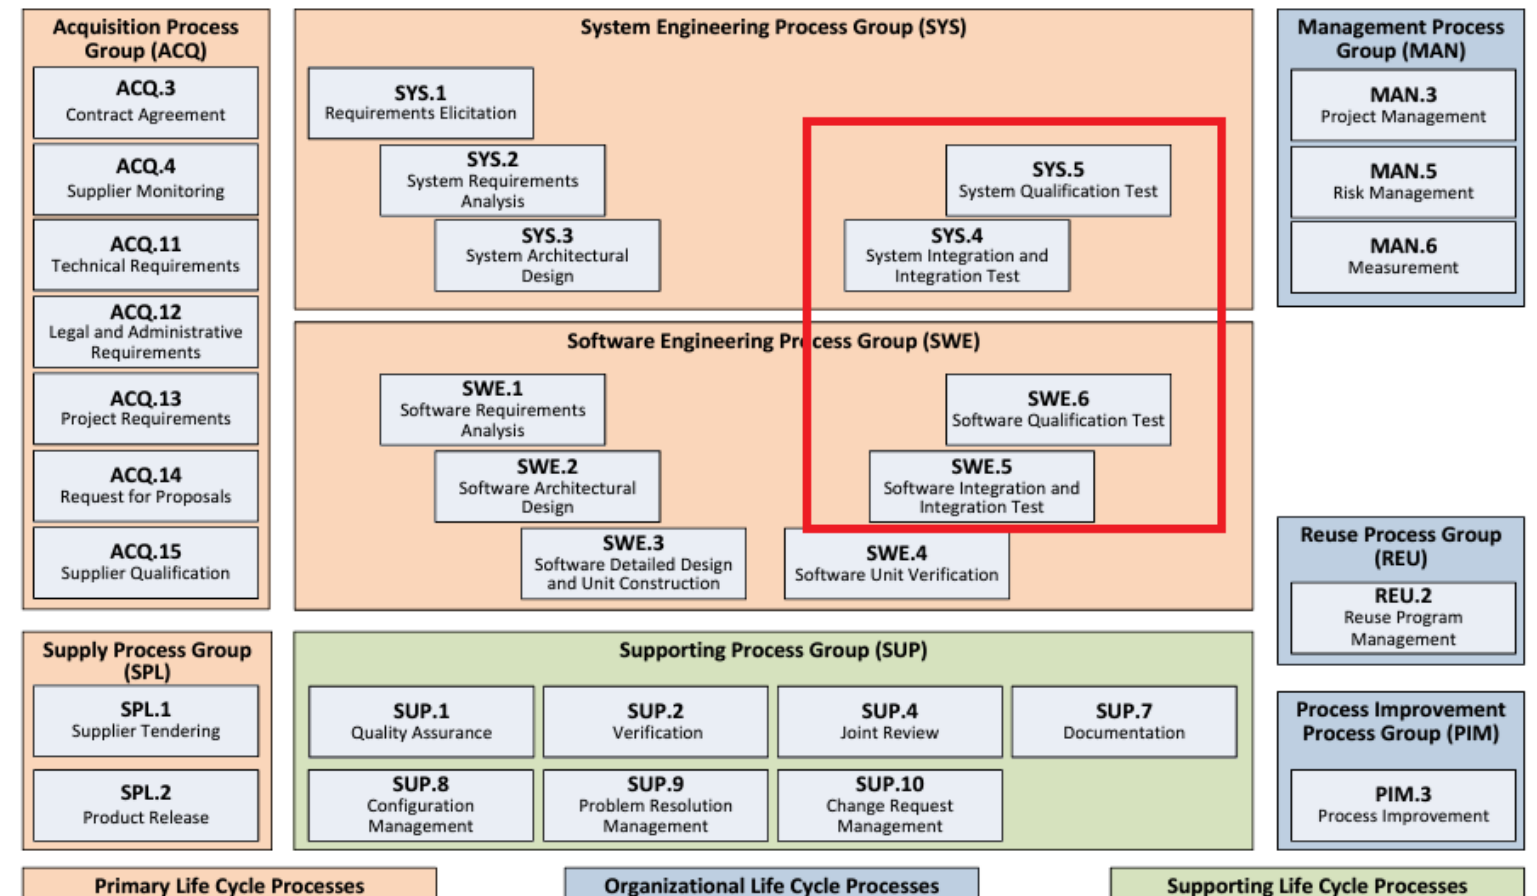 Acquisition Process
Group (ACQ)
ACQ.3
Contract Agreement
ACQ.4
Supplier Monitoring
ACQ.11
Technical Requirements
ACQ.12
Legal and Administrative
Requirements
ACQ.13
Project Requirements
ACQ.14
Request for Proposals
ACQ.15
Supplier Qualification
System Engineering Process Group (SYS)
SYS.1
Requirements Elicitation
SYS.2
System Requirements
Analysis
SYS.3
System Architectural
Design
SYS.5
System Qualification Test
SYS.4
System Integration and
Integration Test
Software Engineering Process Group (SWE)
SWE.1
Software Requirements
Analysis
SWE.2
Software Architectural
Design
SWE.3
Software Detailed Design
and Unit Construction
SWE.6
Software Qualification Test
SWE.5
Software Integration and
Integration Test
SWE.4
Software Unit Verification
Management Process
Group (MAN)
MAN.3
Project Management
MAN.5
Risk Management
MAN.6
Measurement
Reuse Process Group
(REU)
REU.2
Reuse Program
Management
Supply Process Group
(SPL)
SPL.1
Supplier Tendering
SPL.2
Product Release
Supporting Process Group (SUP)
SUP.1
Quality Assurance
SUP.2
Verification
SUP.4
Joint Review
SUP.7
Documentation
SUP.8
Configuration
Management
SUP.9
Problem Resolution
Management
SUP.10
Change Request
Management
Process Improvement
Process Group (PIM)
PIM.3
Process Improvement
Primary Life Cycle Processes
Organizational Life Cycle Processes
Supporting Life Cycle Processes